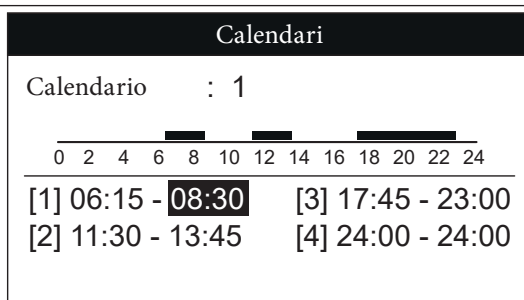 Calendari
Calendario : 1
0 2 4 6 8 10 12 14 16 18 20 22 24
[1] 06:15 - 08:30 [3] 17:45 - 23:00
[2] 11:30 - 13:45 [4] 24:00 - 24:00